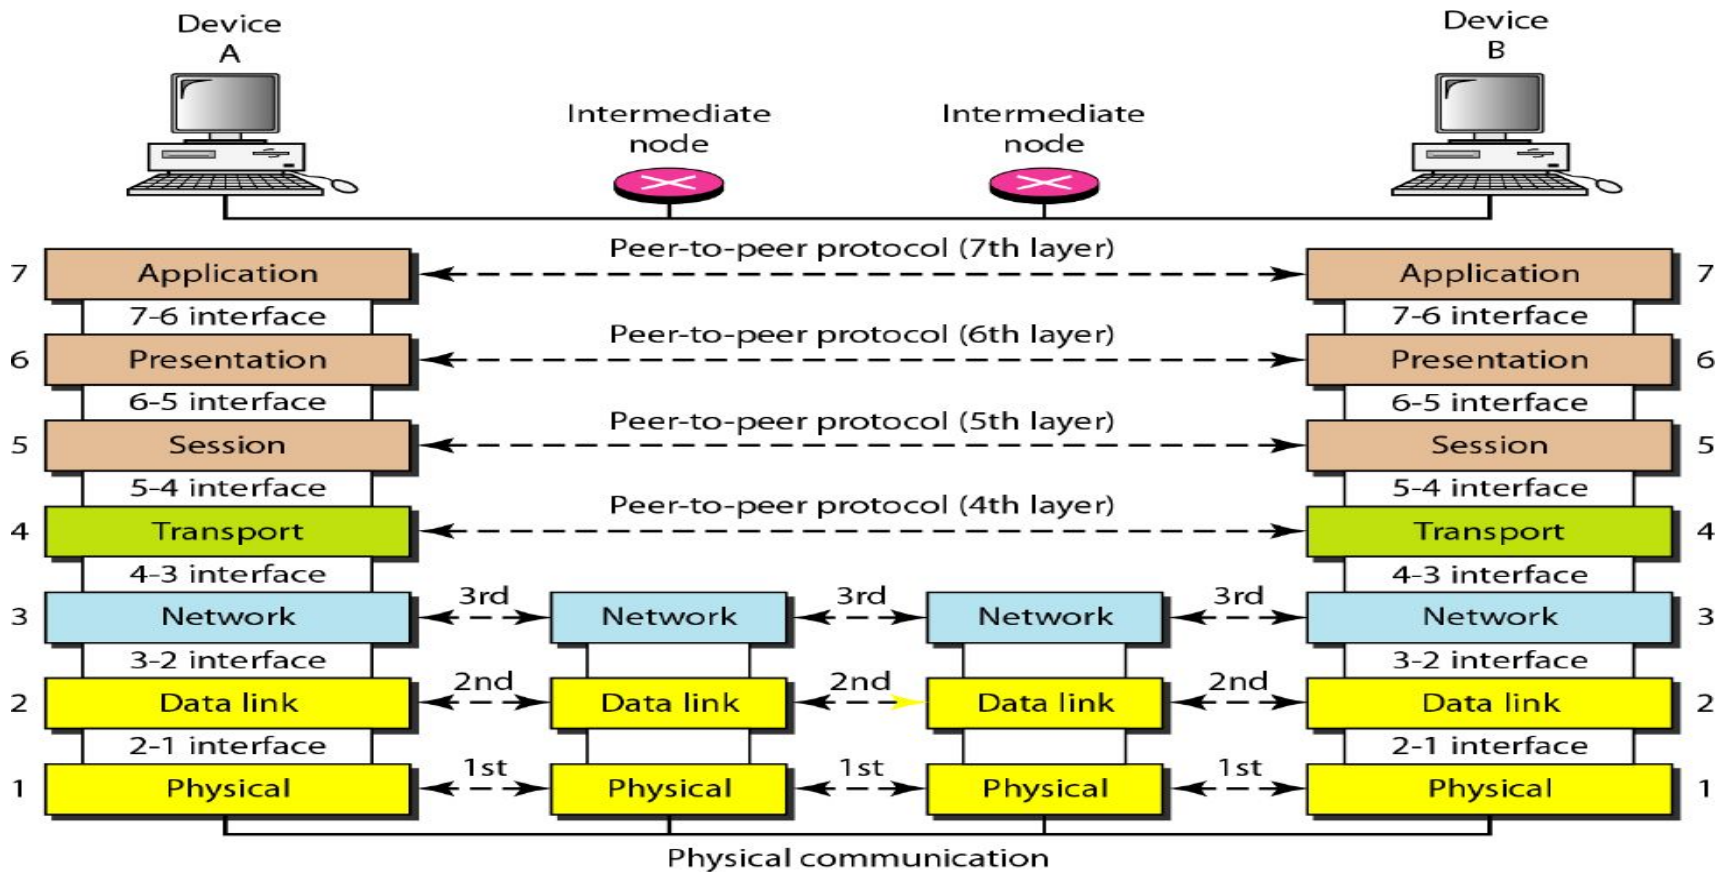 Device
A
Device
B
Intermediate
node
Intermediate
node
Peer-to-peer protocol (7th layer)
7 Application Application 7
7-6 interface 7-6 interface
Peer-to-peer protocol (6th layer)
6 Presentation Presentation 6
6-5 interface 6-5 interface
Peer-to-peer protocol (5th layer)
5 Session Session 5
5-4 interface 5-4 interface
Peer-to-peer protocol (4th layer)
4 Transport Transport 4
4-3 interface 4-3 interface
3rd 3rd 3rd
3 Network Network Network Network 3
3-2 interface 3-2 interface
2nd 2nd 2nd
2 Data link Data link Data link Data link 2
2-1 interface 2-1 interface
1st 1st 1st
1 Physical Physical Physical Physical 1
Physical communication